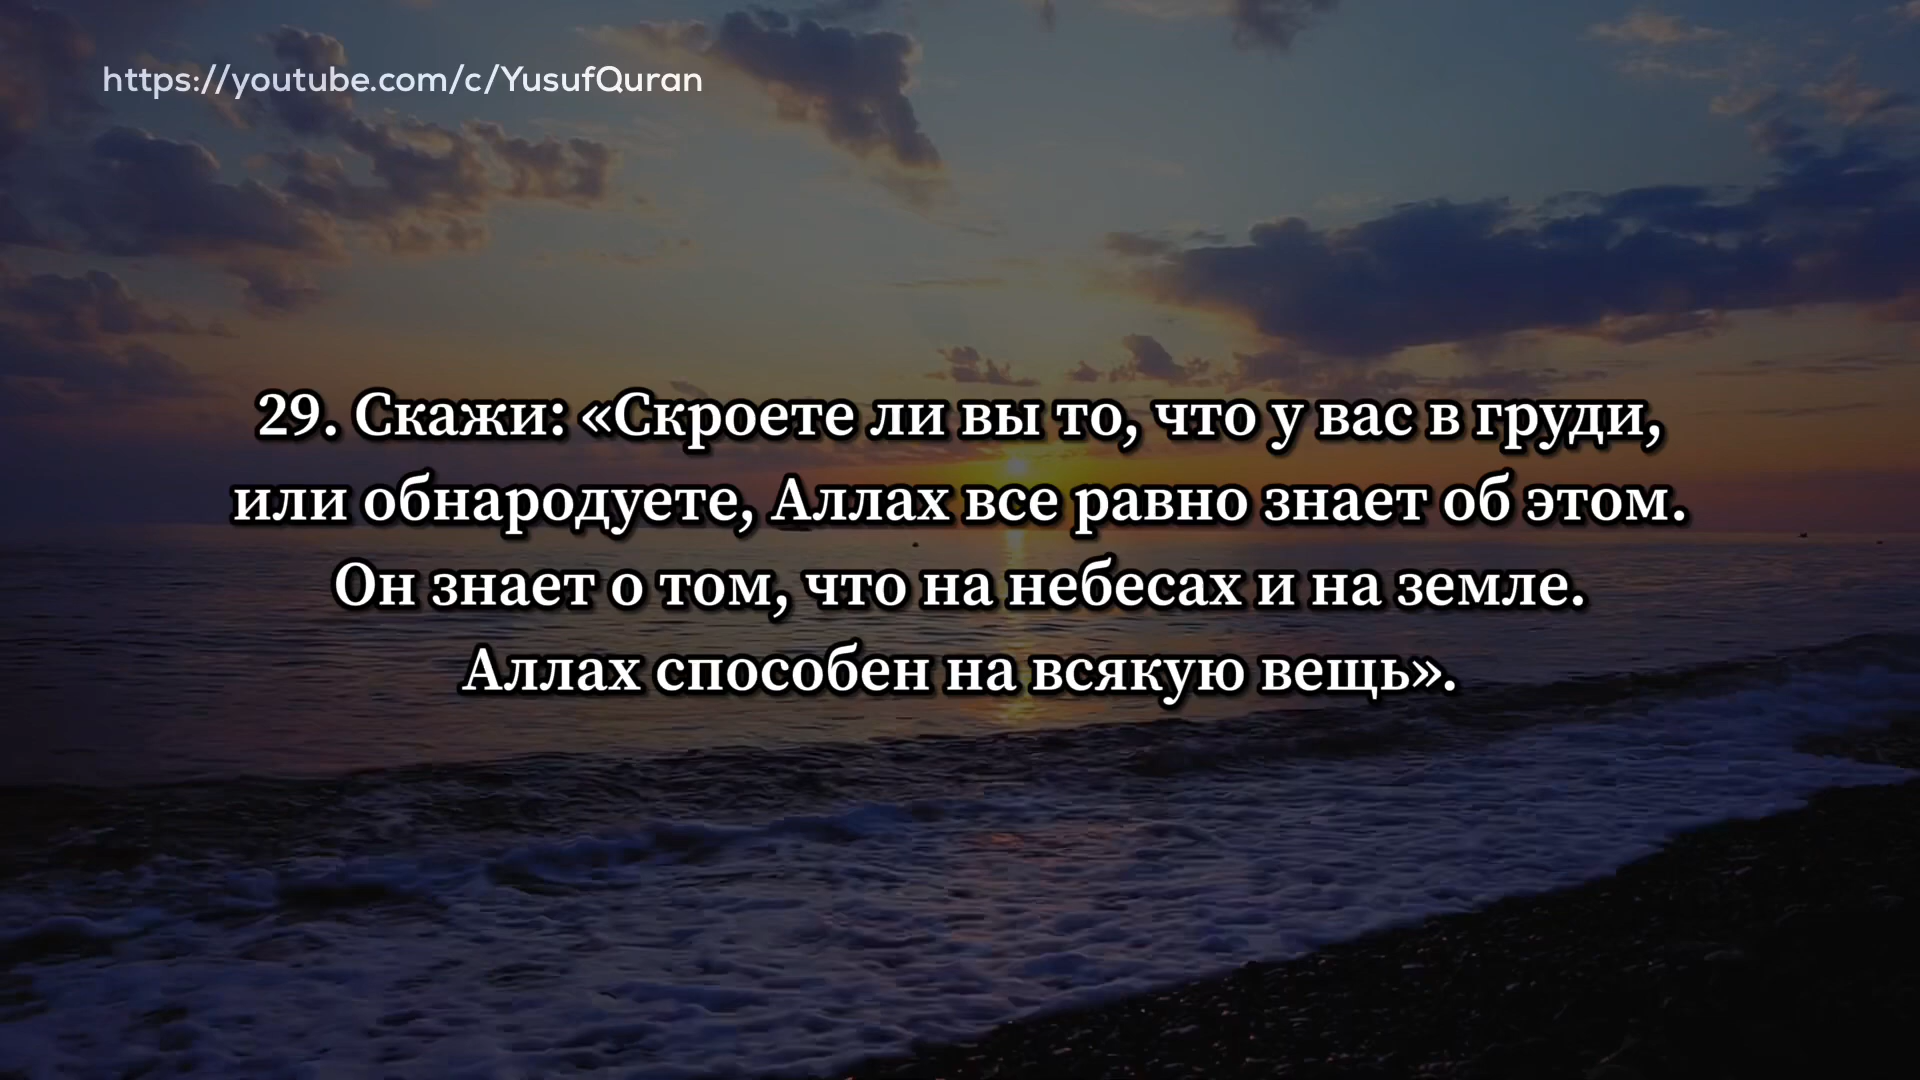 https://youtube.com/c/YusufQuran
29. Скажи: «Скроете ли вы то, что у вас в груди,
или обнародуете, Аллах все равно знает об этом.
Он знает о том, что на небесах и на земле.
Аллах способен на всякую вещь».